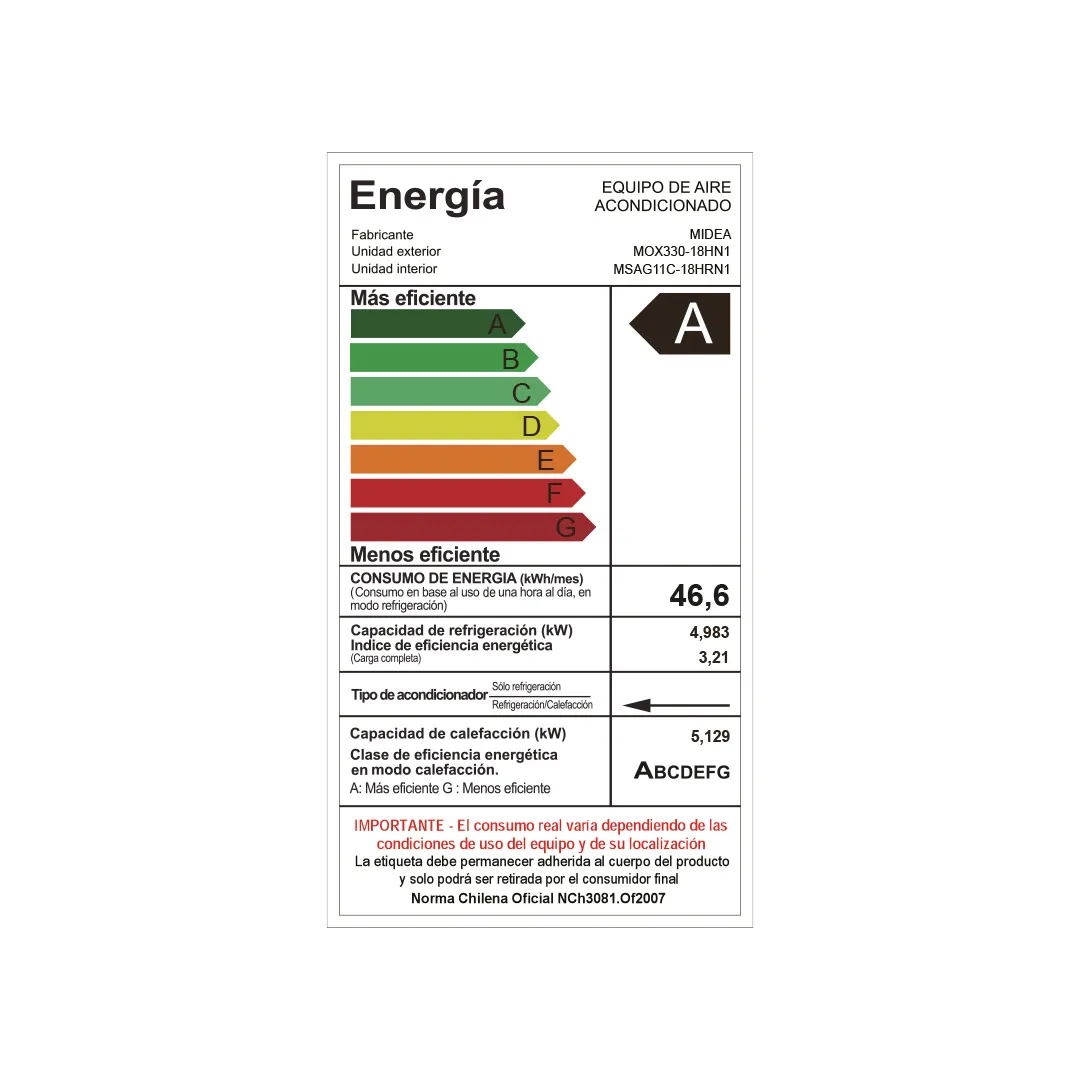 Energía
EQUIPO DE AIRE
ACONDICIONADO
Fabricante MIDEA
Unidad exterior MOX330-18HN1
Unidad interior MSAG11C-18HRN1
Más eficiente
A
A
B
C
D
E
F
G
Menos eficiente
CONSUMO DE ENERGIA (kWh/mes)
(Consumo en base al uso de una hora al día, en
modo refrigeración)
46,6
Capacidad de refrigeración (kW) 4,983
Indice de eficiencia energética
(Carga completa) 3,21
Tipo de acondicionador
Sólo refrigeración
Refrigeración/Calefacción
Capacidad de calefacción (kW) 5,129
Clase de eficiencia energética
en modo calefacción.
ABCDEFG
A: Más eficiente G : Menos eficiente
IMPORTANTE - El consumo real varía dependiendo de las
condiciones de uso del equipo y de su localización
La etiqueta debe permanecer adherida al cuerpo del producto
y solo podrá ser retirada por el consumidor final
Norma Chilena Oficial NCh3081.Of2007